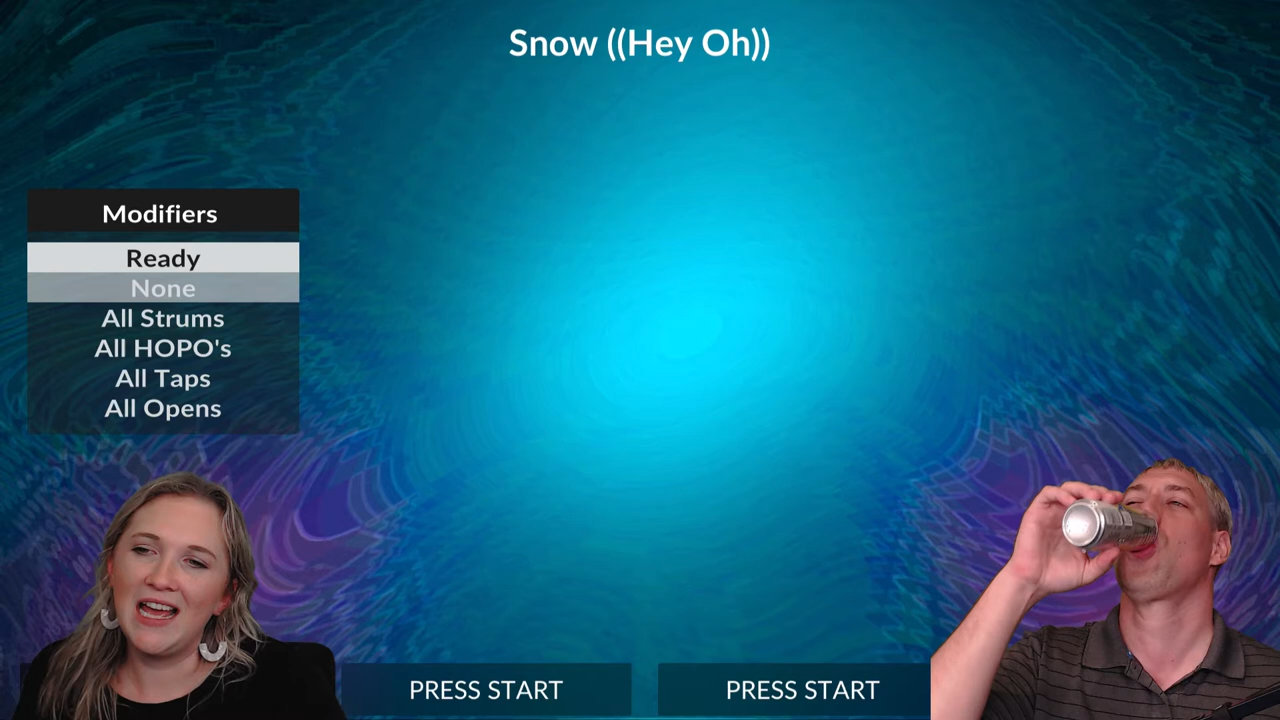 Snow ((Hey Oh))
Modifiers
Ready
None
All Strums
All HOPO's
All Taps
All Opens
PRESS START
PRESS START